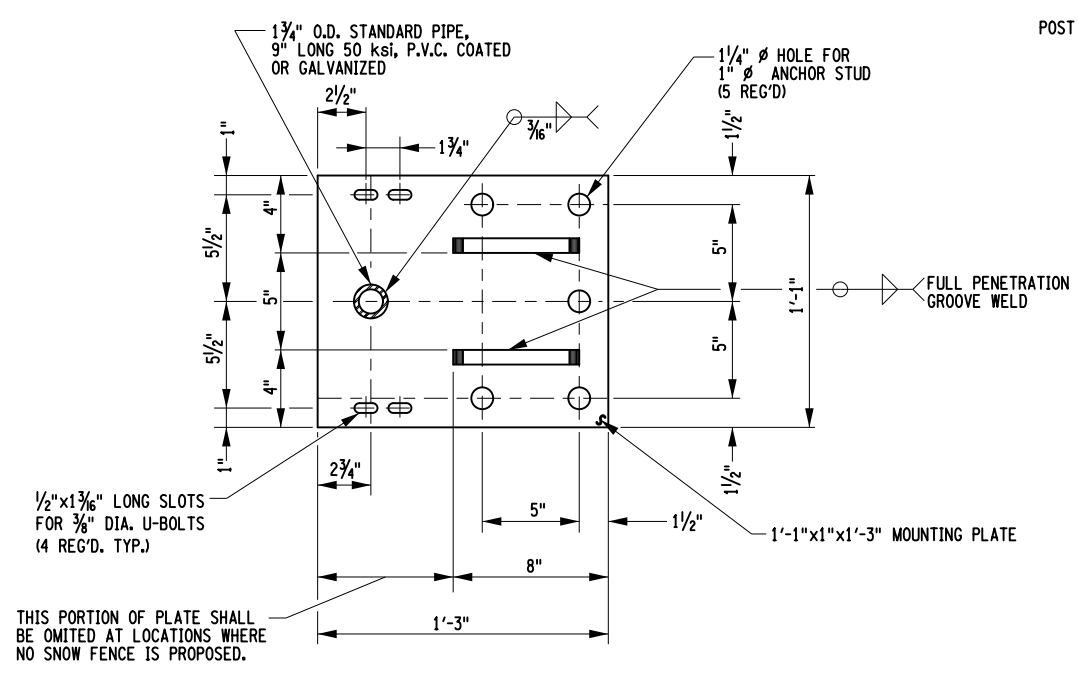 POST
1¾" O.D. STANDARD PIPE,
9" LONG 50 ksi, P.V.C. COATED
OR GALVANIZED
1¼" Ø HOLE FOR
1" Ø ANCHOR STUD
(5 REG'D)
2½"
3/16"
1¾"
1"
1½"
4"
5½"
5"
5"
1'-1"
FULL PENETRATION
GROOVE WELD
5½"
4"
5"
1"
2¾"
1½"
½"x1 3/16" LONG SLOTS
FOR ⅜" DIA. U-BOLTS
(4 REG'D. TYP.)
5"
1½"
1'-1"x1"x1'-3" MOUNTING PLATE
8"
THIS PORTION OF PLATE SHALL
BE OMITED AT LOCATIONS WHERE
NO SNOW FENCE IS PROPOSED.
1'-3"